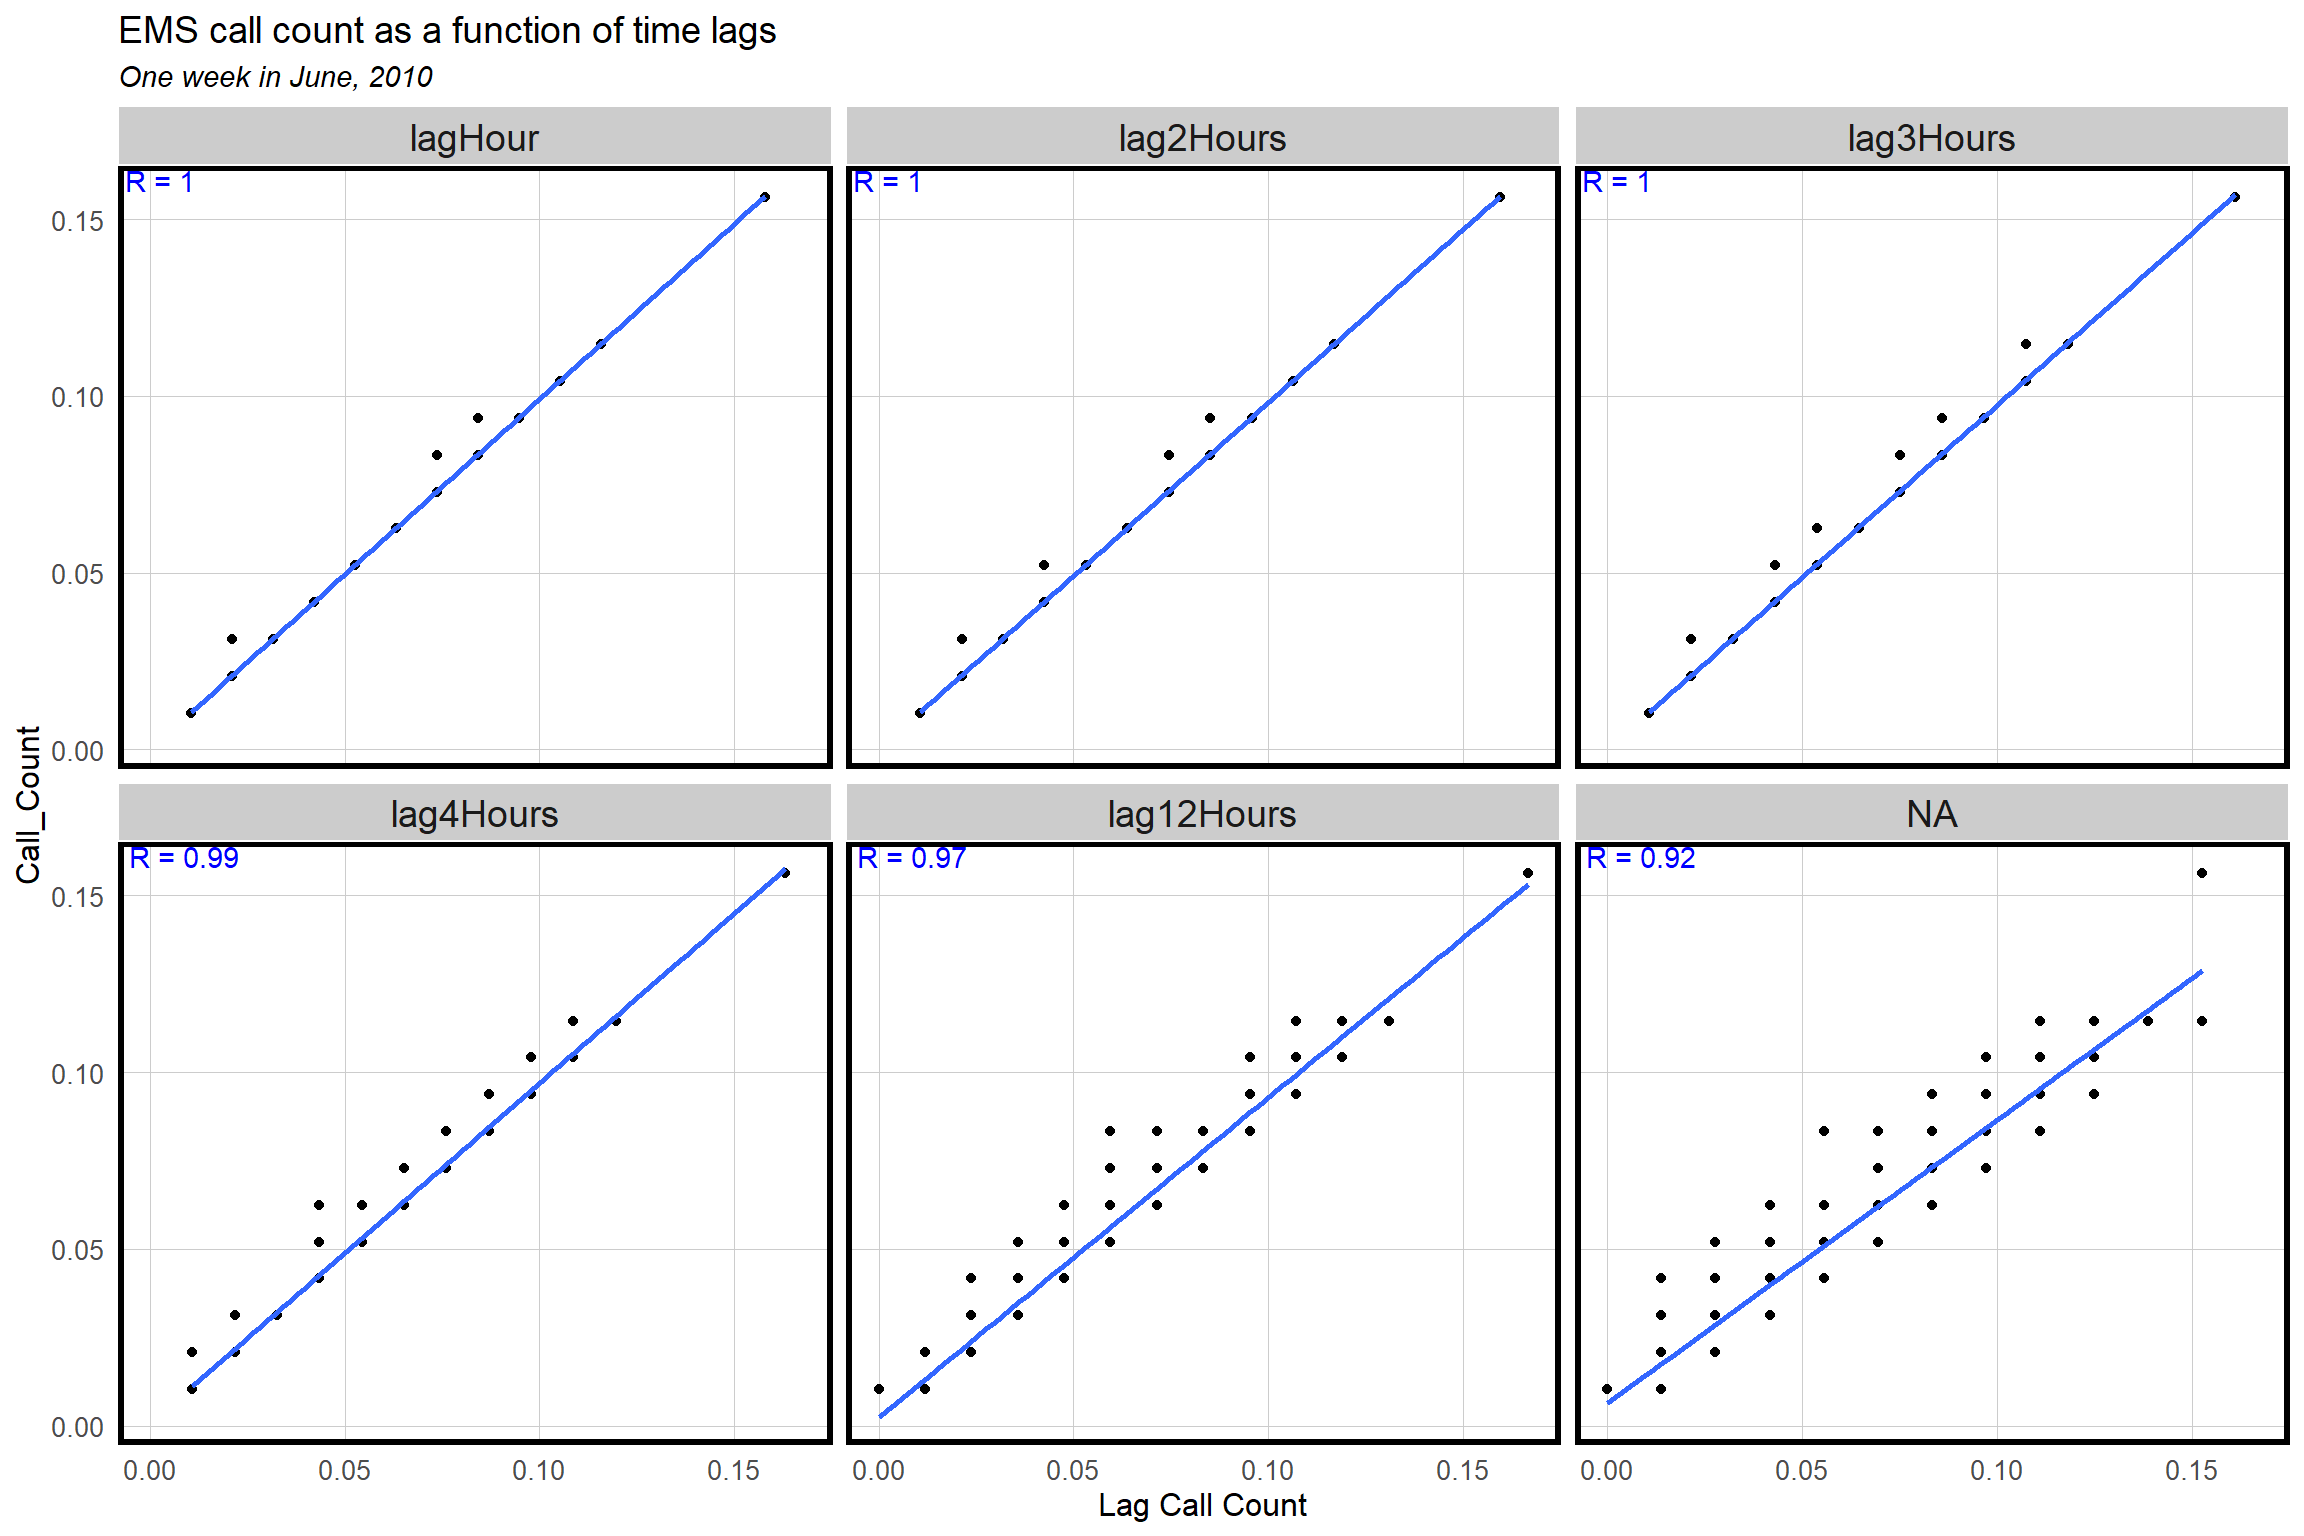 EMS call count as a function of time lags
One week in June, 2010
lagHour
lag2Hours
lag3Hours
R = 1
R = 1
R = 1
0.15
0.10
0.05
0.00
Call_Count
lag4Hours
lag12Hours
NA
R = 0.99
R = 0.97
R = 0.92
0.15
0.10
0.05
0.00
0.00 0.05 0.10 0.15
0.00 0.05 0.10 0.15
0.00 0.05 0.10 0.15
Lag Call Count